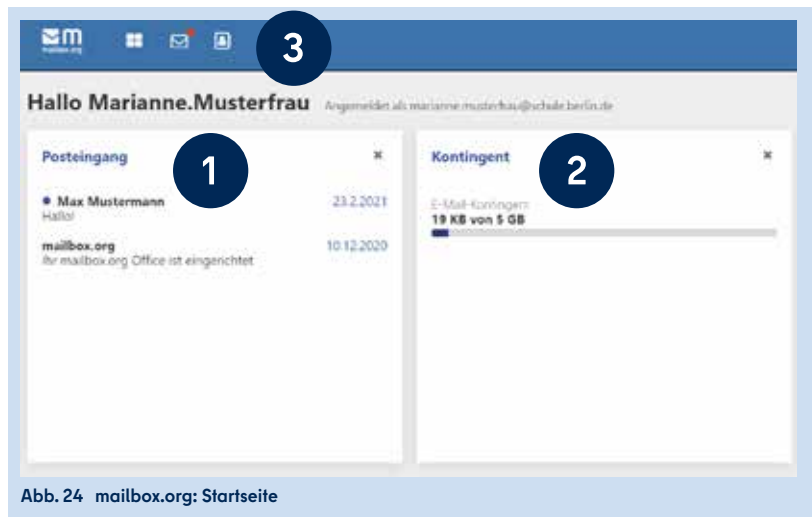 mailbox.org
3
Hallo Marianne.Musterfrau Angemeldet als marianne.musterfrau@schule.berlin.de
Posteingang
1
Max Mustermann 23.2.2021
Hallo!
mailbox.org 10.12.2020
Ihr mailbox.org Office ist eingerichtet
Kontingent
2
E-Mail-Kontingent
19 KB von 5 GB
Abb. 24 mailbox.org: Startseite